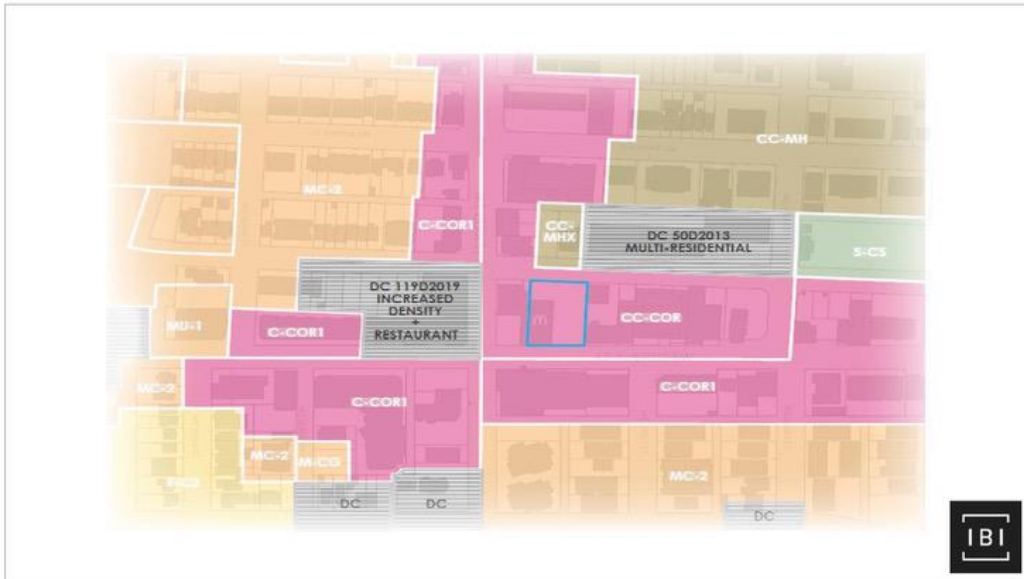 CC-MH
MC-2
C-COR1
CC-
MHX
DC 50D2013
MULTI-RESIDENTIAL
S-CS
DC 119D2019
INCREASED
DENSITY
+
RESTAURANT
MU-1
C-COR1
CC-COR
MC-2
C-COR1
C-COR1
MC-2
M-CG
MC-2
DC
DC
DC
IBI